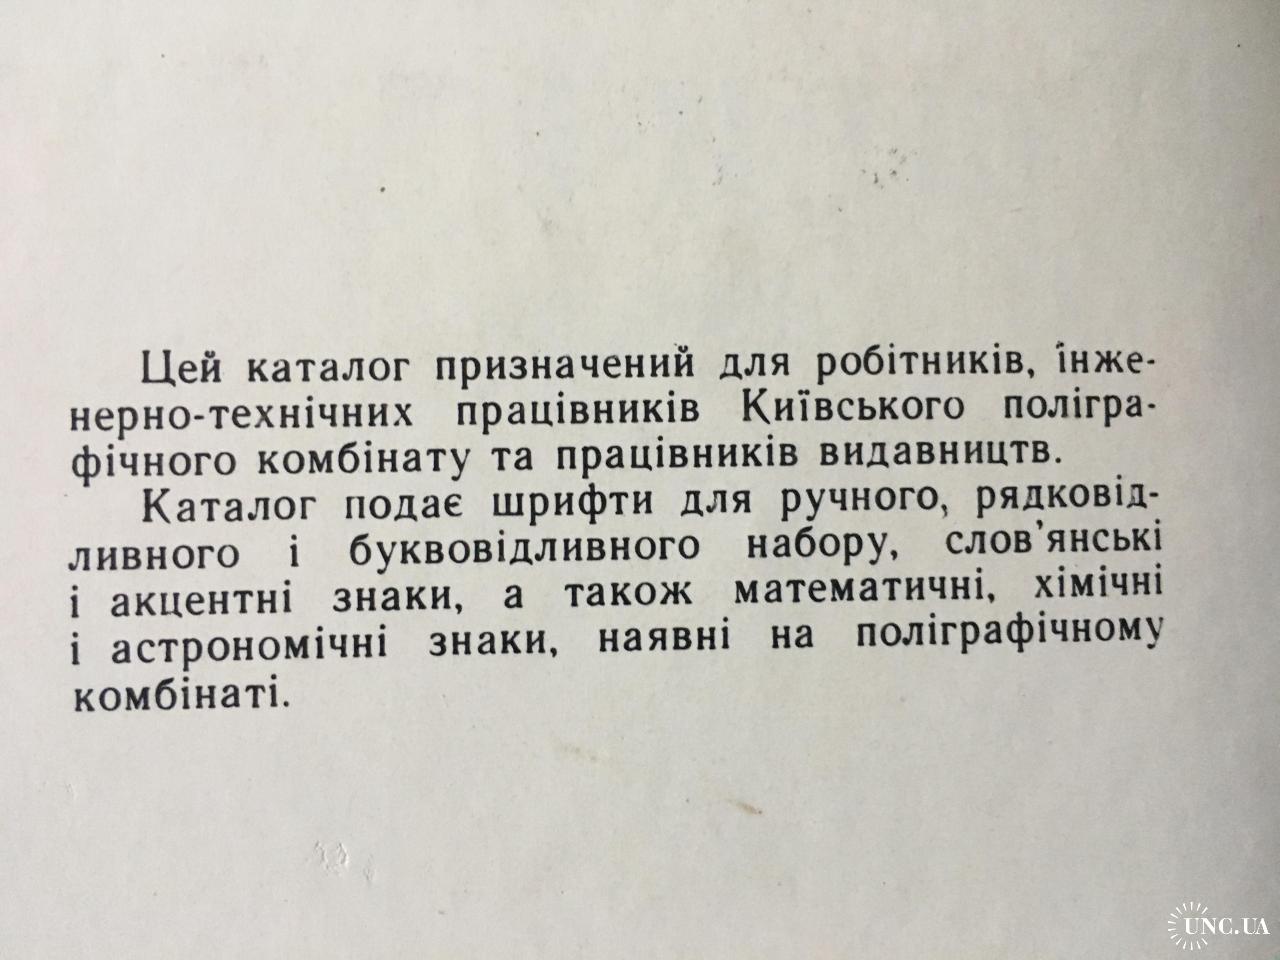 Цей каталог призначений для робітників, інже-
нерно-технічних працівників Київського полігра-
фічного комбінату та працівників видавництв.
Каталог подає шрифти для ручного, рядковід-
ливного і буквовідливного набору, слов'янські
і акцентні знаки, а також математичні, хімічні
і астрономічні знаки, наявні на поліграфічному
комбінаті.
UNC.UA